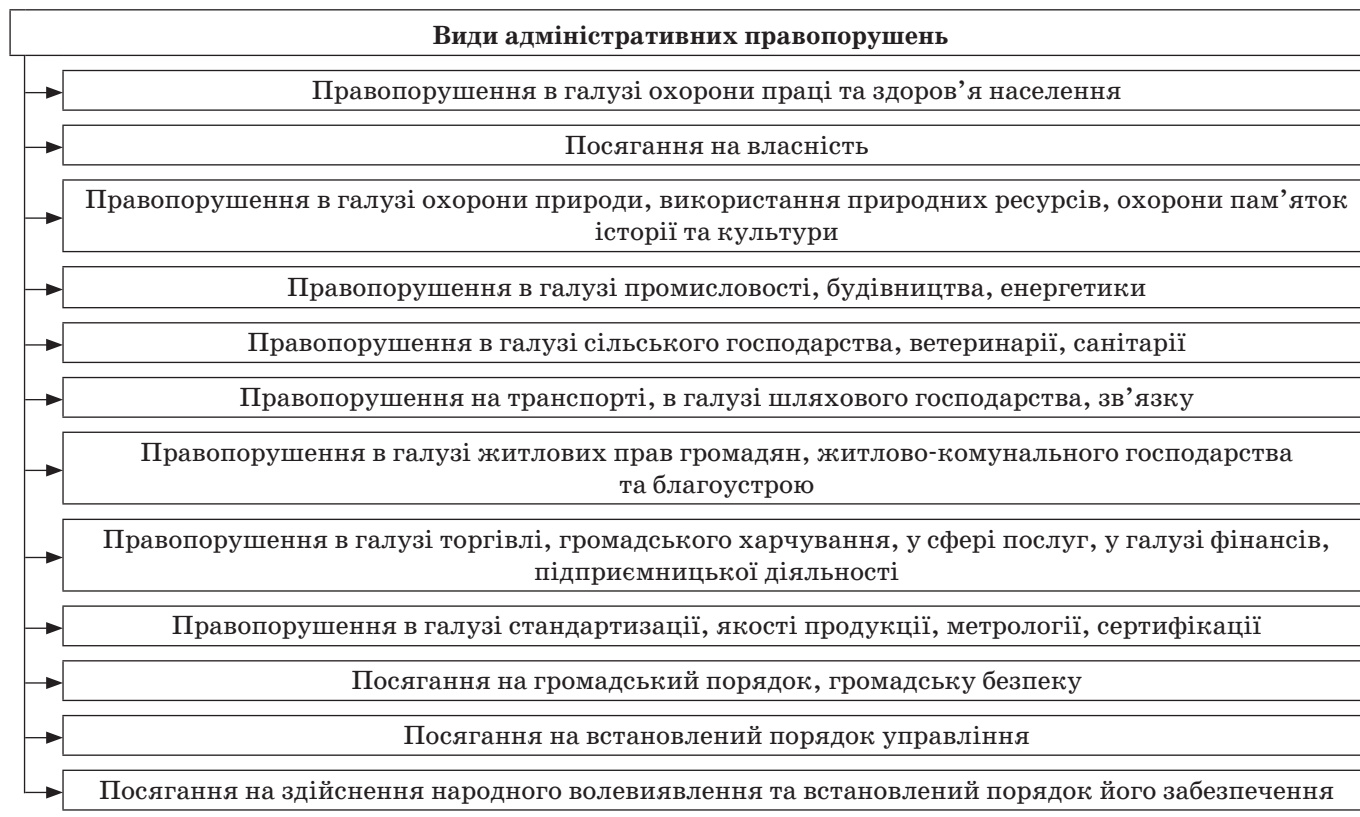 Види адміністративних правопорушень
Правопорушення в галузі охорони праці та здоров’я населення
Посягання на власність
Правопорушення в галузі охорони природи, використання природних ресурсів, охорони пам’яток
історії та культури
Правопорушення в галузі промисловості, будівництва, енергетики
Правопорушення в галузі сільського господарства, ветеринарії, санітарії
Правопорушення на транспорті, в галузі шляхового господарства, зв’язку
Правопорушення в галузі житлових прав громадян, житлово-комунального господарства
та благоустрою
Правопорушення в галузі торгівлі, громадського харчування, у сфері послуг, у галузі фінансів,
підприємницької діяльності
Правопорушення в галузі стандартизації, якості продукції, метрології, сертифікації
Посягання на громадський порядок, громадську безпеку
Посягання на встановлений порядок управління
Посягання на здійснення народного волевиявлення та встановлений порядок його забезпечення